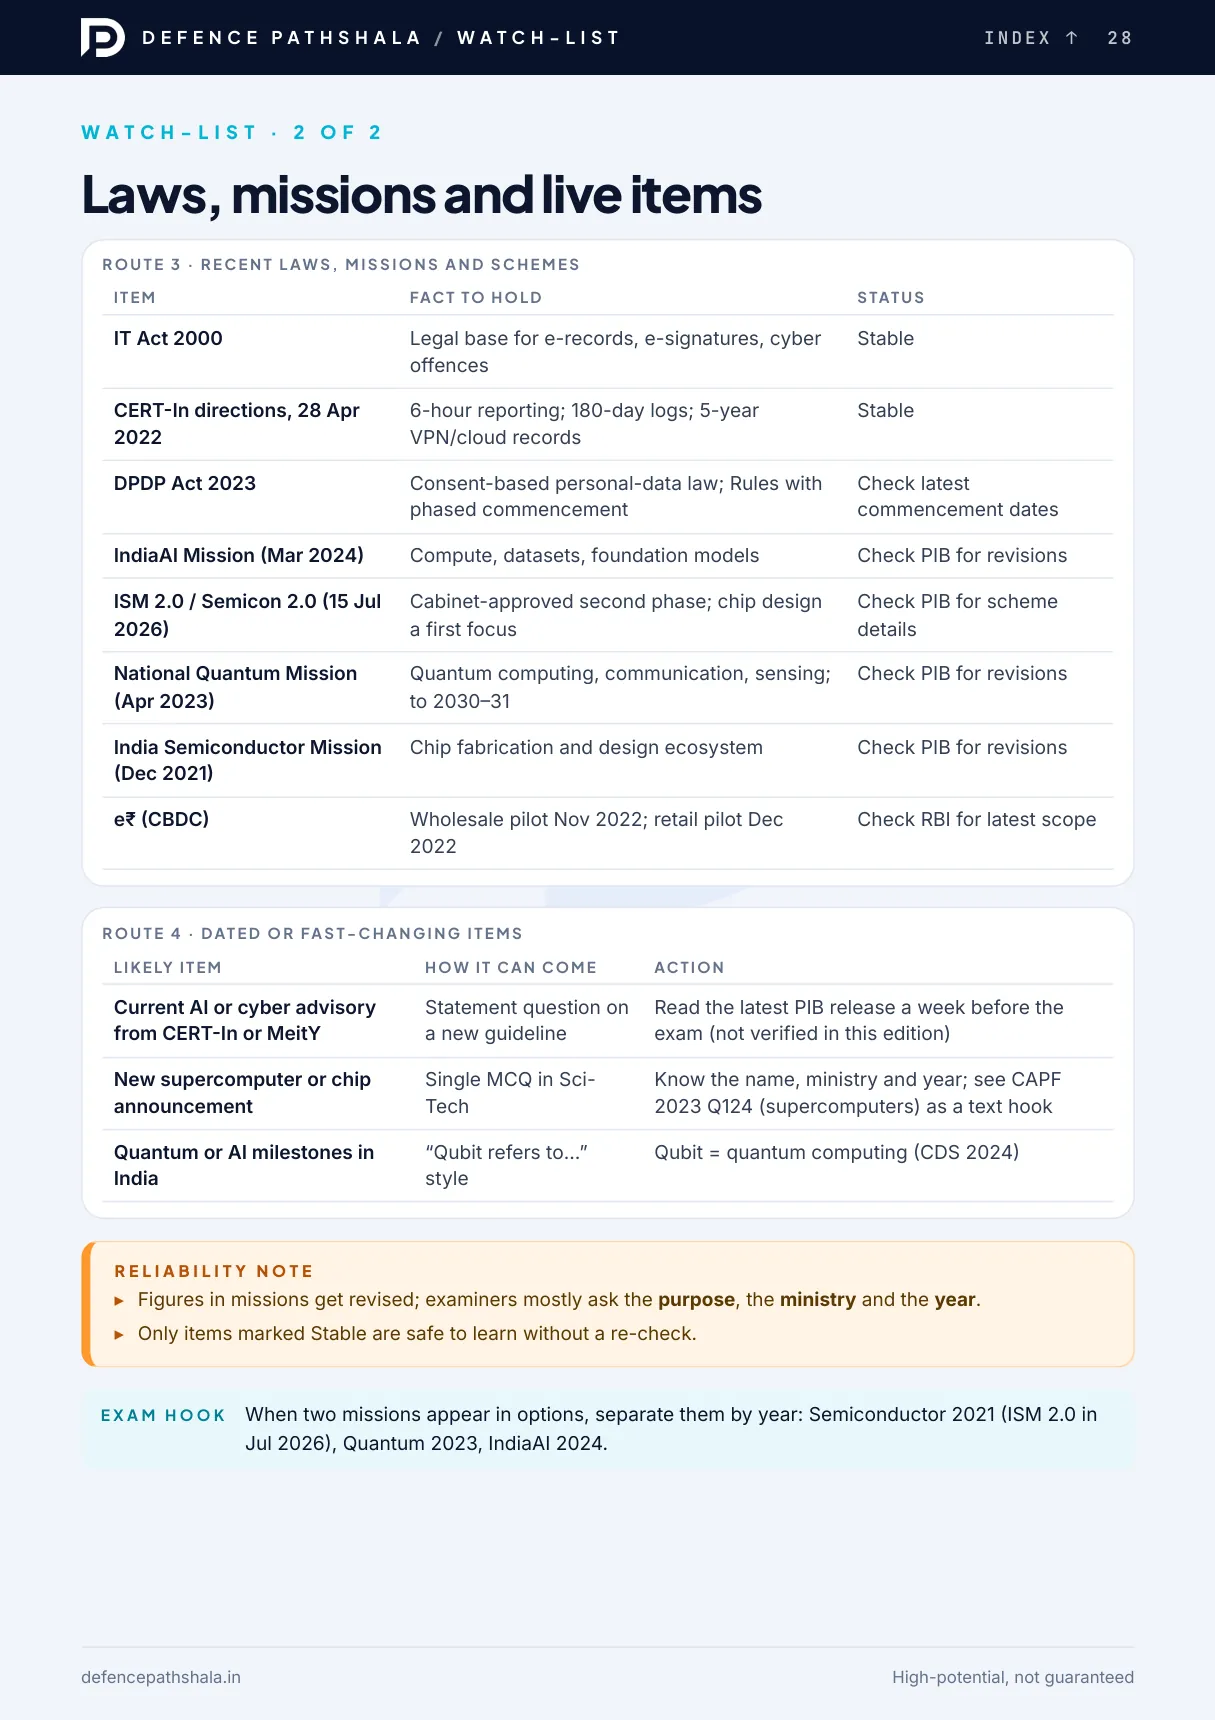 DEFENCE PATHSHALA / WATCH-LIST
INDEX ↑ 28
WATCH-LIST · 2 OF 2
Laws, missions and live items
ROUTE 3 · RECENT LAWS, MISSIONS AND SCHEMES
ITEM FACT TO HOLD STATUS
IT Act 2000
Legal base for e-records, e-signatures, cyber
offences
Stable
CERT-In directions, 28 Apr
2022
6-hour reporting; 180-day logs; 5-year
VPN/cloud records
Stable
DPDP Act 2023
Consent-based personal-data law; Rules with
phased commencement
Check latest
commencement dates
IndiaAI Mission (Mar 2024)
Compute, datasets, foundation models
Check PIB for revisions
ISM 2.0 / Semicon 2.0 (15 Jul
2026)
Cabinet-approved second phase; chip design
a first focus
Check PIB for scheme
details
National Quantum Mission
(Apr 2023)
Quantum computing, communication, sensing;
to 2030–31
Check PIB for revisions
India Semiconductor Mission
(Dec 2021)
Chip fabrication and design ecosystem
Check PIB for revisions
e₹ (CBDC)
Wholesale pilot Nov 2022; retail pilot Dec
2022
Check RBI for latest scope
ROUTE 4 · DATED OR FAST-CHANGING ITEMS
LIKELY ITEM HOW IT CAN COME ACTION
Current AI or cyber advisory
from CERT-In or MeitY
Statement question on
a new guideline
Read the latest PIB release a week before the
exam (not verified in this edition)
New supercomputer or chip
announcement
Single MCQ in Sci-
Tech
Know the name, ministry and year; see CAPF
2023 Q124 (supercomputers) as a text hook
Quantum or AI milestones in
India
“Qubit refers to...”
style
Qubit = quantum computing (CDS 2024)
RELIABILITY NOTE
▸ Figures in missions get revised; examiners mostly ask the purpose, the ministry and the year.
▸ Only items marked Stable are safe to learn without a re-check.
EXAM HOOK
When two missions appear in options, separate them by year: Semiconductor 2021 (ISM 2.0 in
Jul 2026), Quantum 2023, IndiaAI 2024.
defencepathshala.in
High-potential, not guaranteed